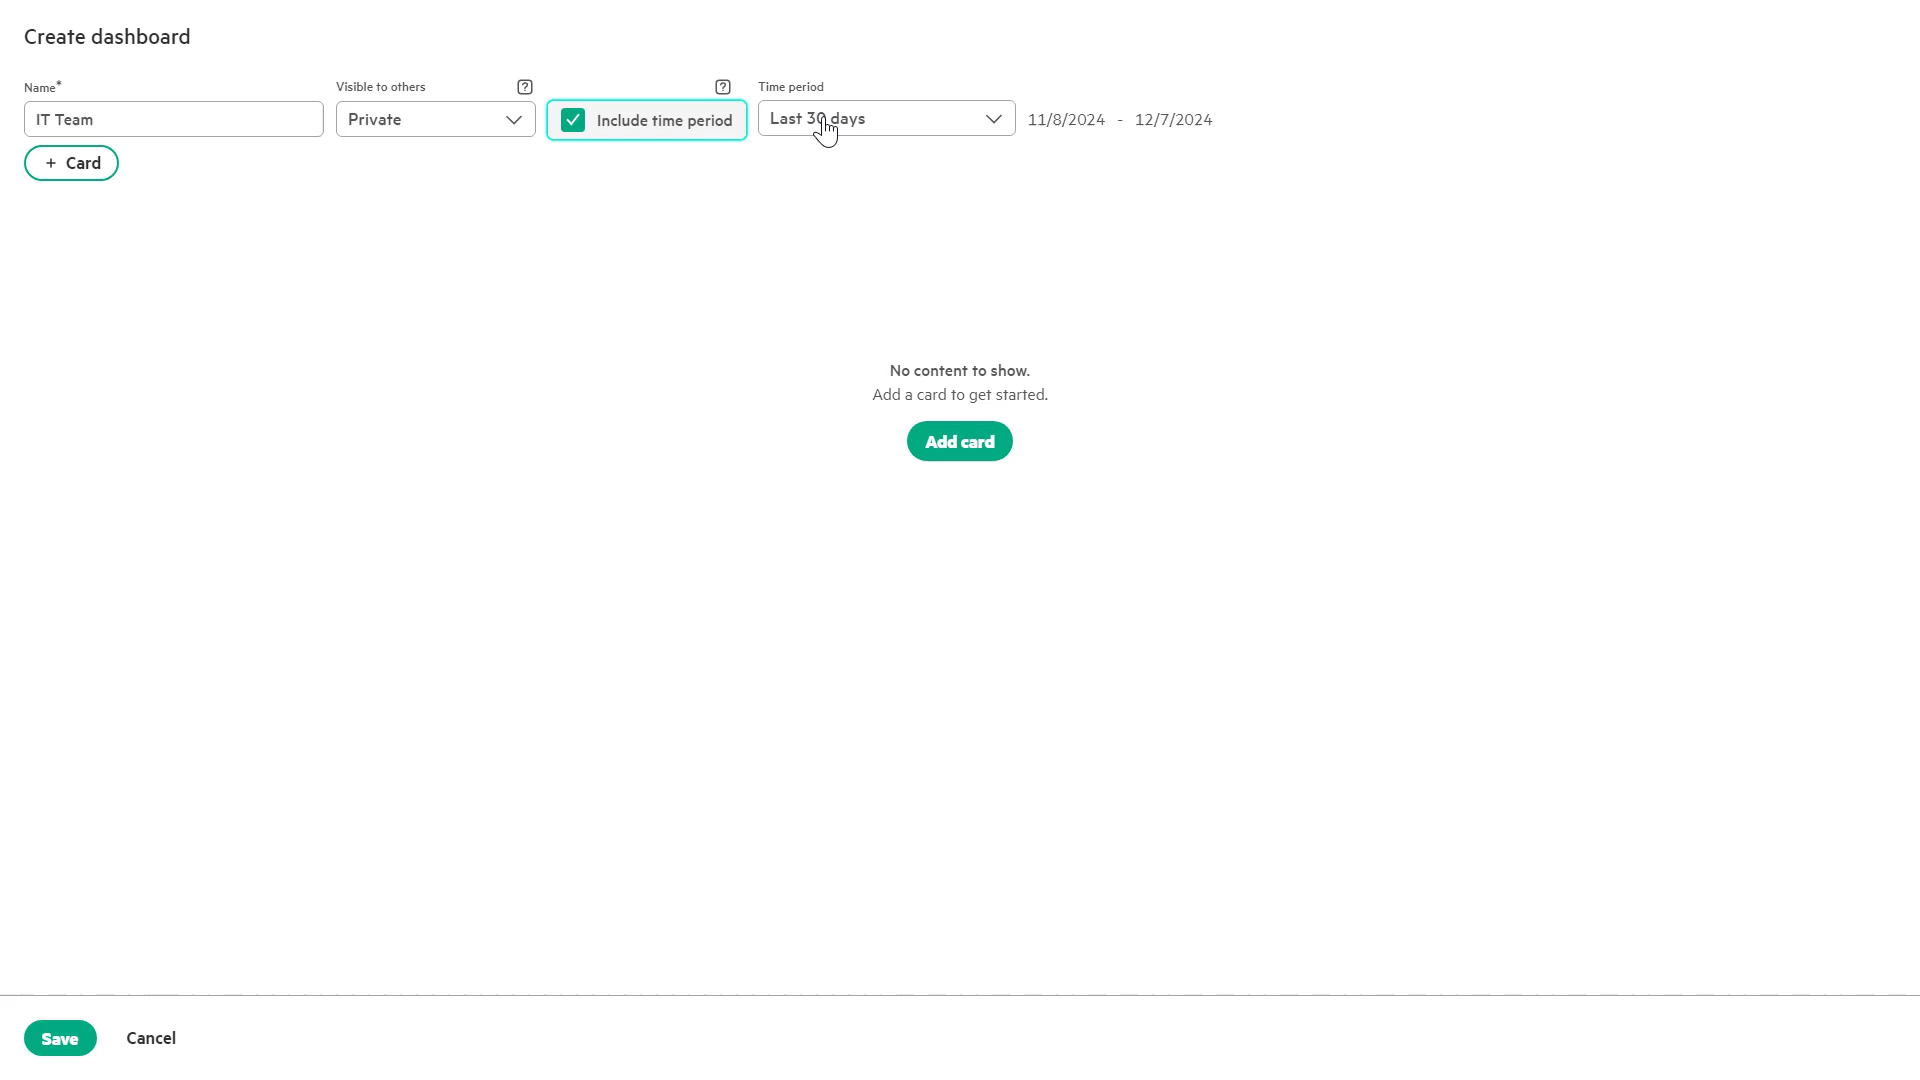 Create dashboard
Name*
Visible to others
Time period
IT Team
Private
Include time period
Last 30 days
11/8/2024 - 12/7/2024
+ Card
No content to show.
Add a card to get started.
Add card
Save
Cancel